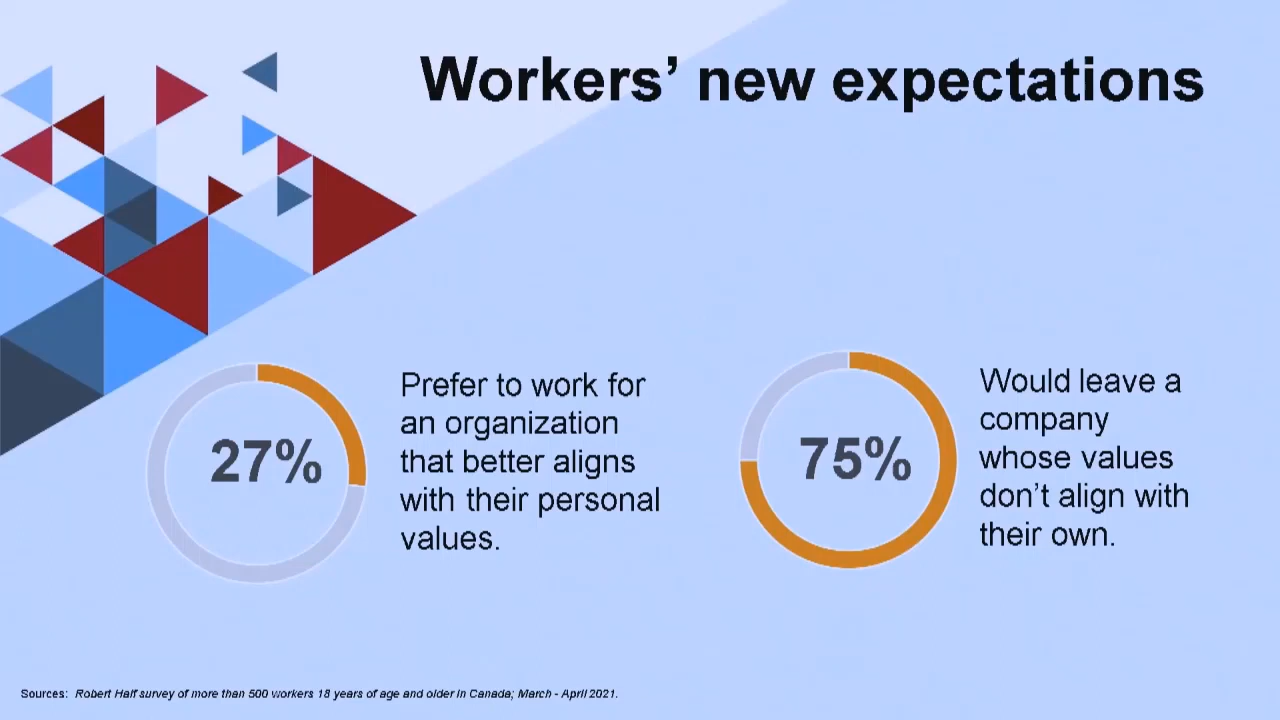 Workers’ new expectations
27%
Prefer to work for
an organization
that better aligns
with their personal
values.
75%
Would leave a
company
whose values
don’t align with
their own.
Sources: Robert Half survey of more than 500 workers 18 years of age and older in Canada; March - April 2021.